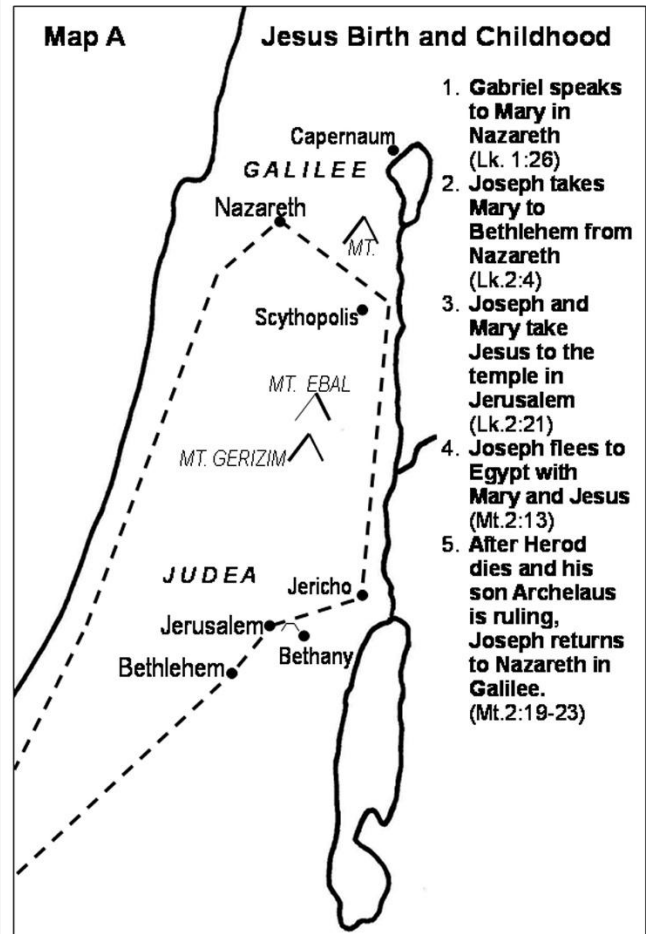 Map A
Jesus Birth and Childhood
Capernaum
GALILEE
Nazareth
MT.
Scythopolis
MT. EBAL
MT. GERIZIM
JUDEA
Jericho
Jerusalem
Bethany
Bethlehem
1. Gabriel speaks
to Mary in
Nazareth
(Lk. 1:26)
2. Joseph takes
Mary to
Bethlehem from
Nazareth
(Lk.2:4)
3. Joseph and
Mary take
Jesus to the
temple in
Jerusalem
(Lk.2:21)
4. Joseph flees to
Egypt with
Mary and Jesus
(Mt.2:13)
5. After Herod
dies and his
son Archelaus
is ruling,
Joseph returns
to Nazareth in
Galilee.
(Mt.2:19-23)